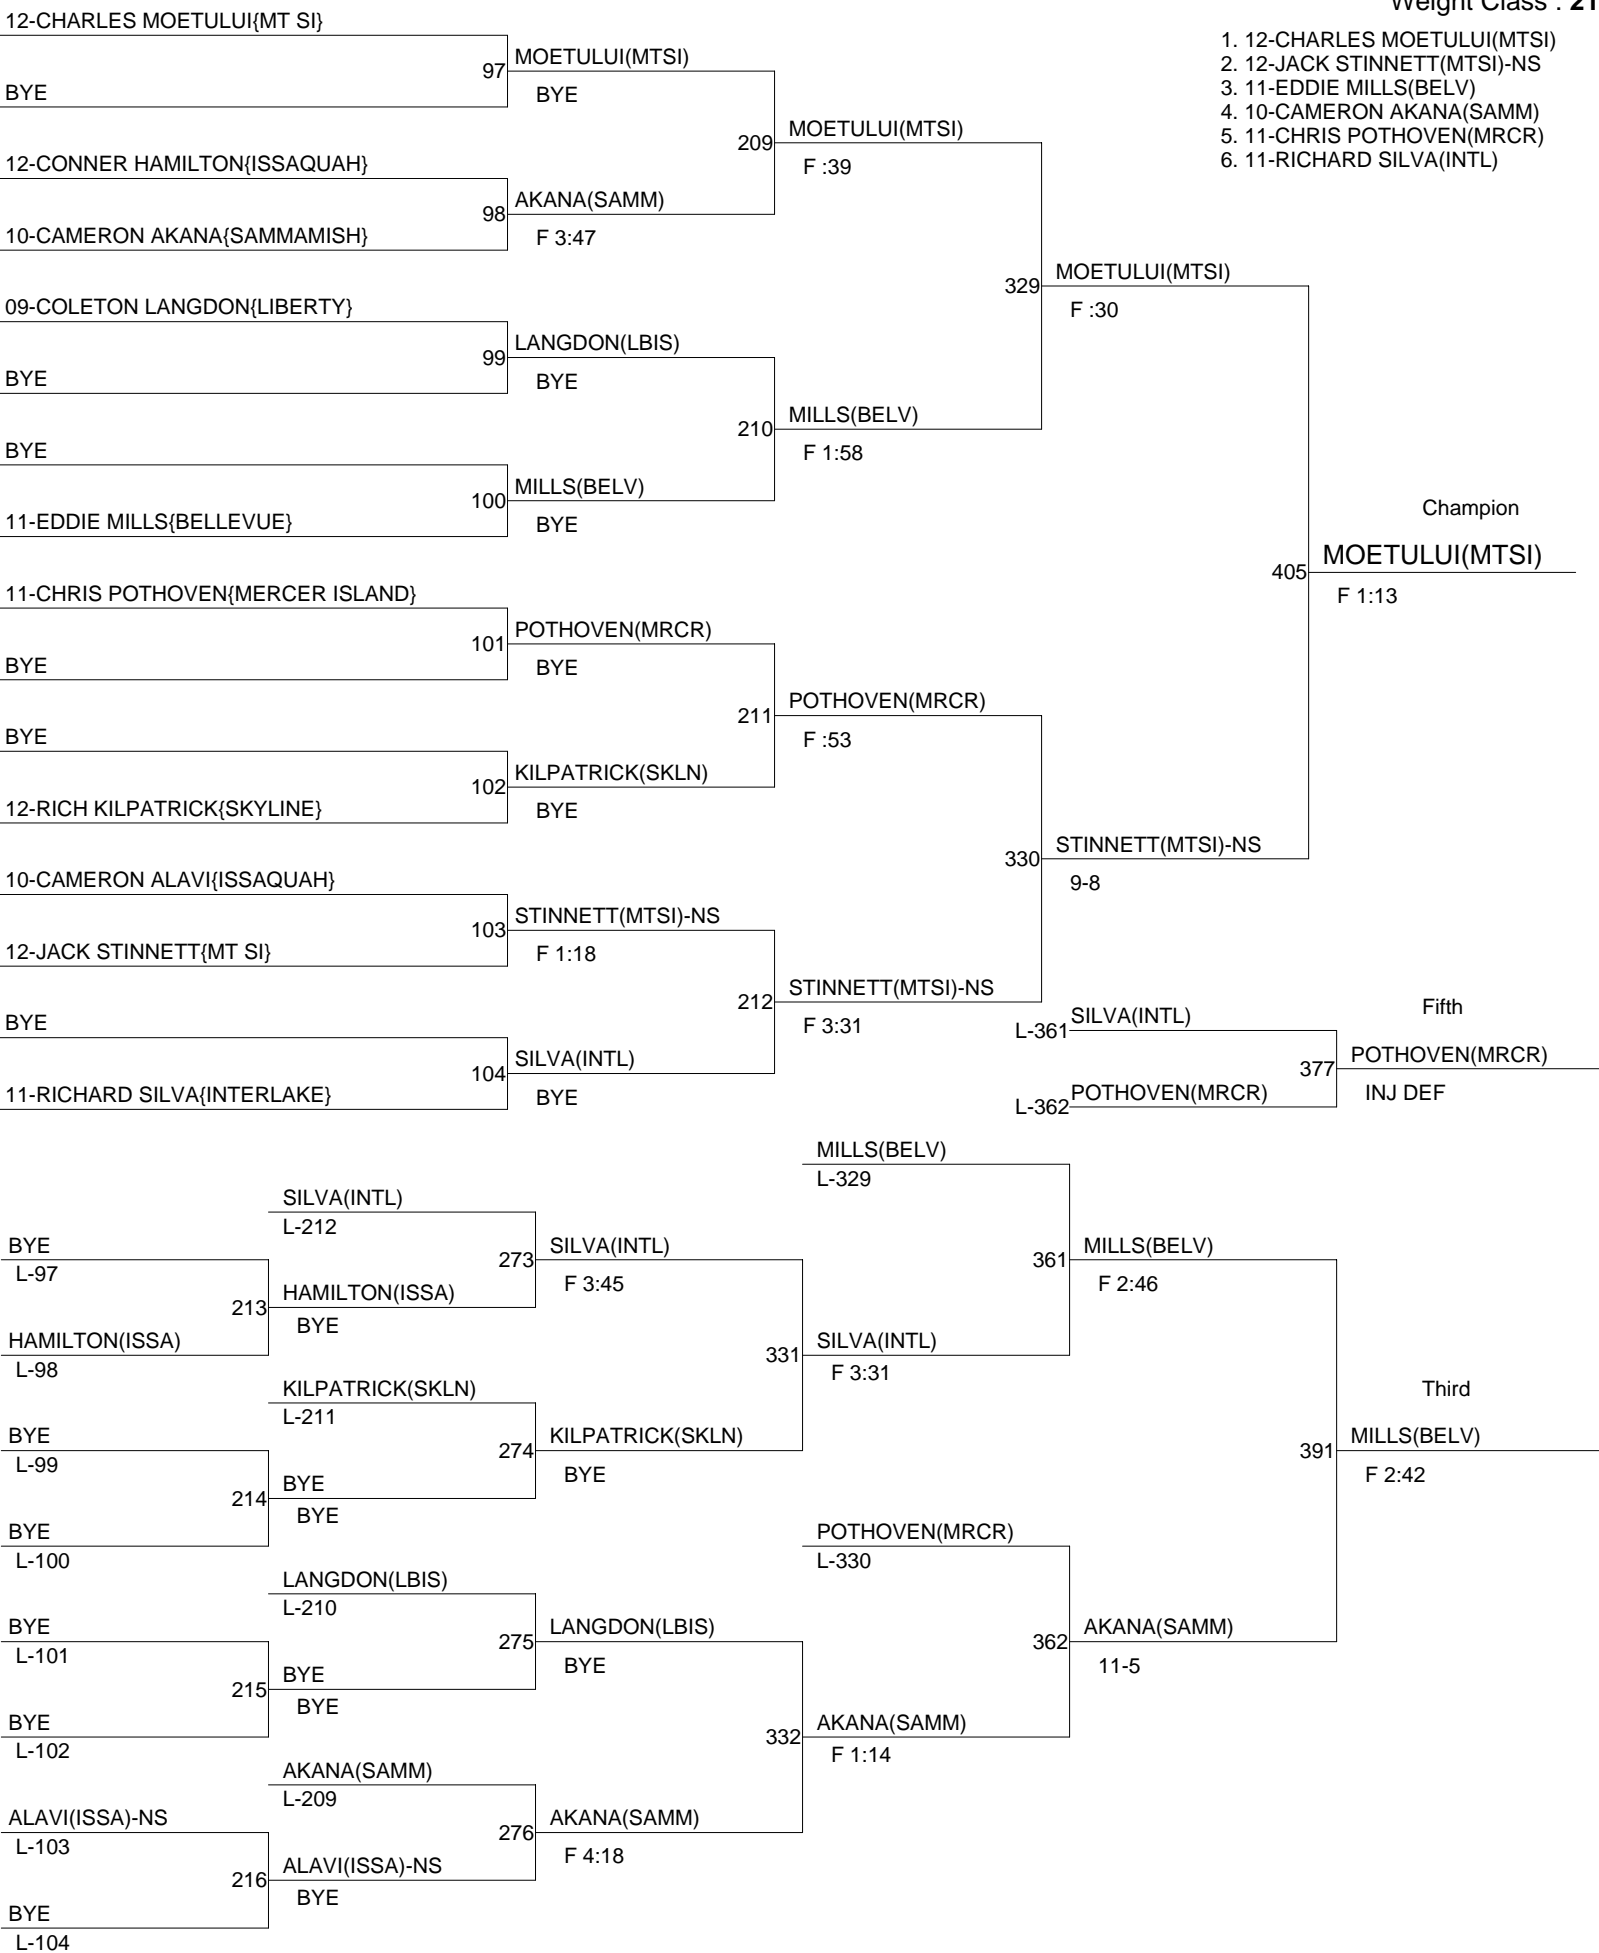 Weight Class : 21
1. 12-CHARLES MOETULUI(MTSI)
2. 12-JACK STINNETT(MTSI)-NS
3. 11-EDDIE MILLS(BELV)
4. 10-CAMERON AKANA(SAMM)
5. 11-CHRIS POTHOVEN(MRCR)
6. 11-RICHARD SILVA(INTL)
12-CHARLES MOETULUI{MT SI}
97
BYE
MOETULUI(MTSI)
BYE
12-CONNER HAMILTON{ISSAQUAH}
98
10-CAMERON AKANA{SAMMAMISH}
AKANA(SAMM)
F 3:47
209
MOETULUI(MTSI)
F :39
09-COLETON LANGDON{LIBERTY}
99
BYE
LANGDON(LBIS)
BYE
BYE
100
11-EDDIE MILLS{BELLEVUE}
MILLS(BELV)
BYE
210
MILLS(BELV)
F 1:58
329
MOETULUI(MTSI)
F :30
11-CHRIS POTHOVEN{MERCER ISLAND}
101
BYE
POTHOVEN(MRCR)
BYE
BYE
102
12-RICH KILPATRICK{SKYLINE}
KILPATRICK(SKLN)
BYE
211
POTHOVEN(MRCR)
F :53
10-CAMERON ALAVI{ISSAQUAH}
103
12-JACK STINNETT{MT SI}
STINNETT(MTSI)-NS
F 1:18
BYE
104
11-RICHARD SILVA{INTERLAKE}
SILVA(INTL)
BYE
212
STINNETT(MTSI)-NS
F 3:31
330
STINNETT(MTSI)-NS
9-8
Champion
405
MOETULUI(MTSI)
F 1:13
Fifth
L-361
SILVA(INTL)
L-362
POTHOVEN(MRCR)
377
POTHOVEN(MRCR)
INJ DEF
BYE
L-97
213
HAMILTON(ISSA)
L-98
SILVA(INTL)
L-212
273
HAMILTON(ISSA)
BYE
SILVA(INTL)
F 3:45
BYE
L-99
214
BYE
L-100
KILPATRICK(SKLN)
L-211
274
BYE
BYE
KILPATRICK(SKLN)
BYE
331
SILVA(INTL)
F 3:31
MILLS(BELV)
L-329
361
MILLS(BELV)
F 2:46
BYE
L-101
215
BYE
L-102
LANGDON(LBIS)
L-210
275
BYE
BYE
LANGDON(LBIS)
BYE
ALAVI(ISSA)-NS
L-103
216
BYE
L-104
AKANA(SAMM)
L-209
276
ALAVI(ISSA)-NS
BYE
AKANA(SAMM)
F 4:18
332
AKANA(SAMM)
F 1:14
POTHOVEN(MRCR)
L-330
362
AKANA(SAMM)
11-5
Third
391
MILLS(BELV)
F 2:42